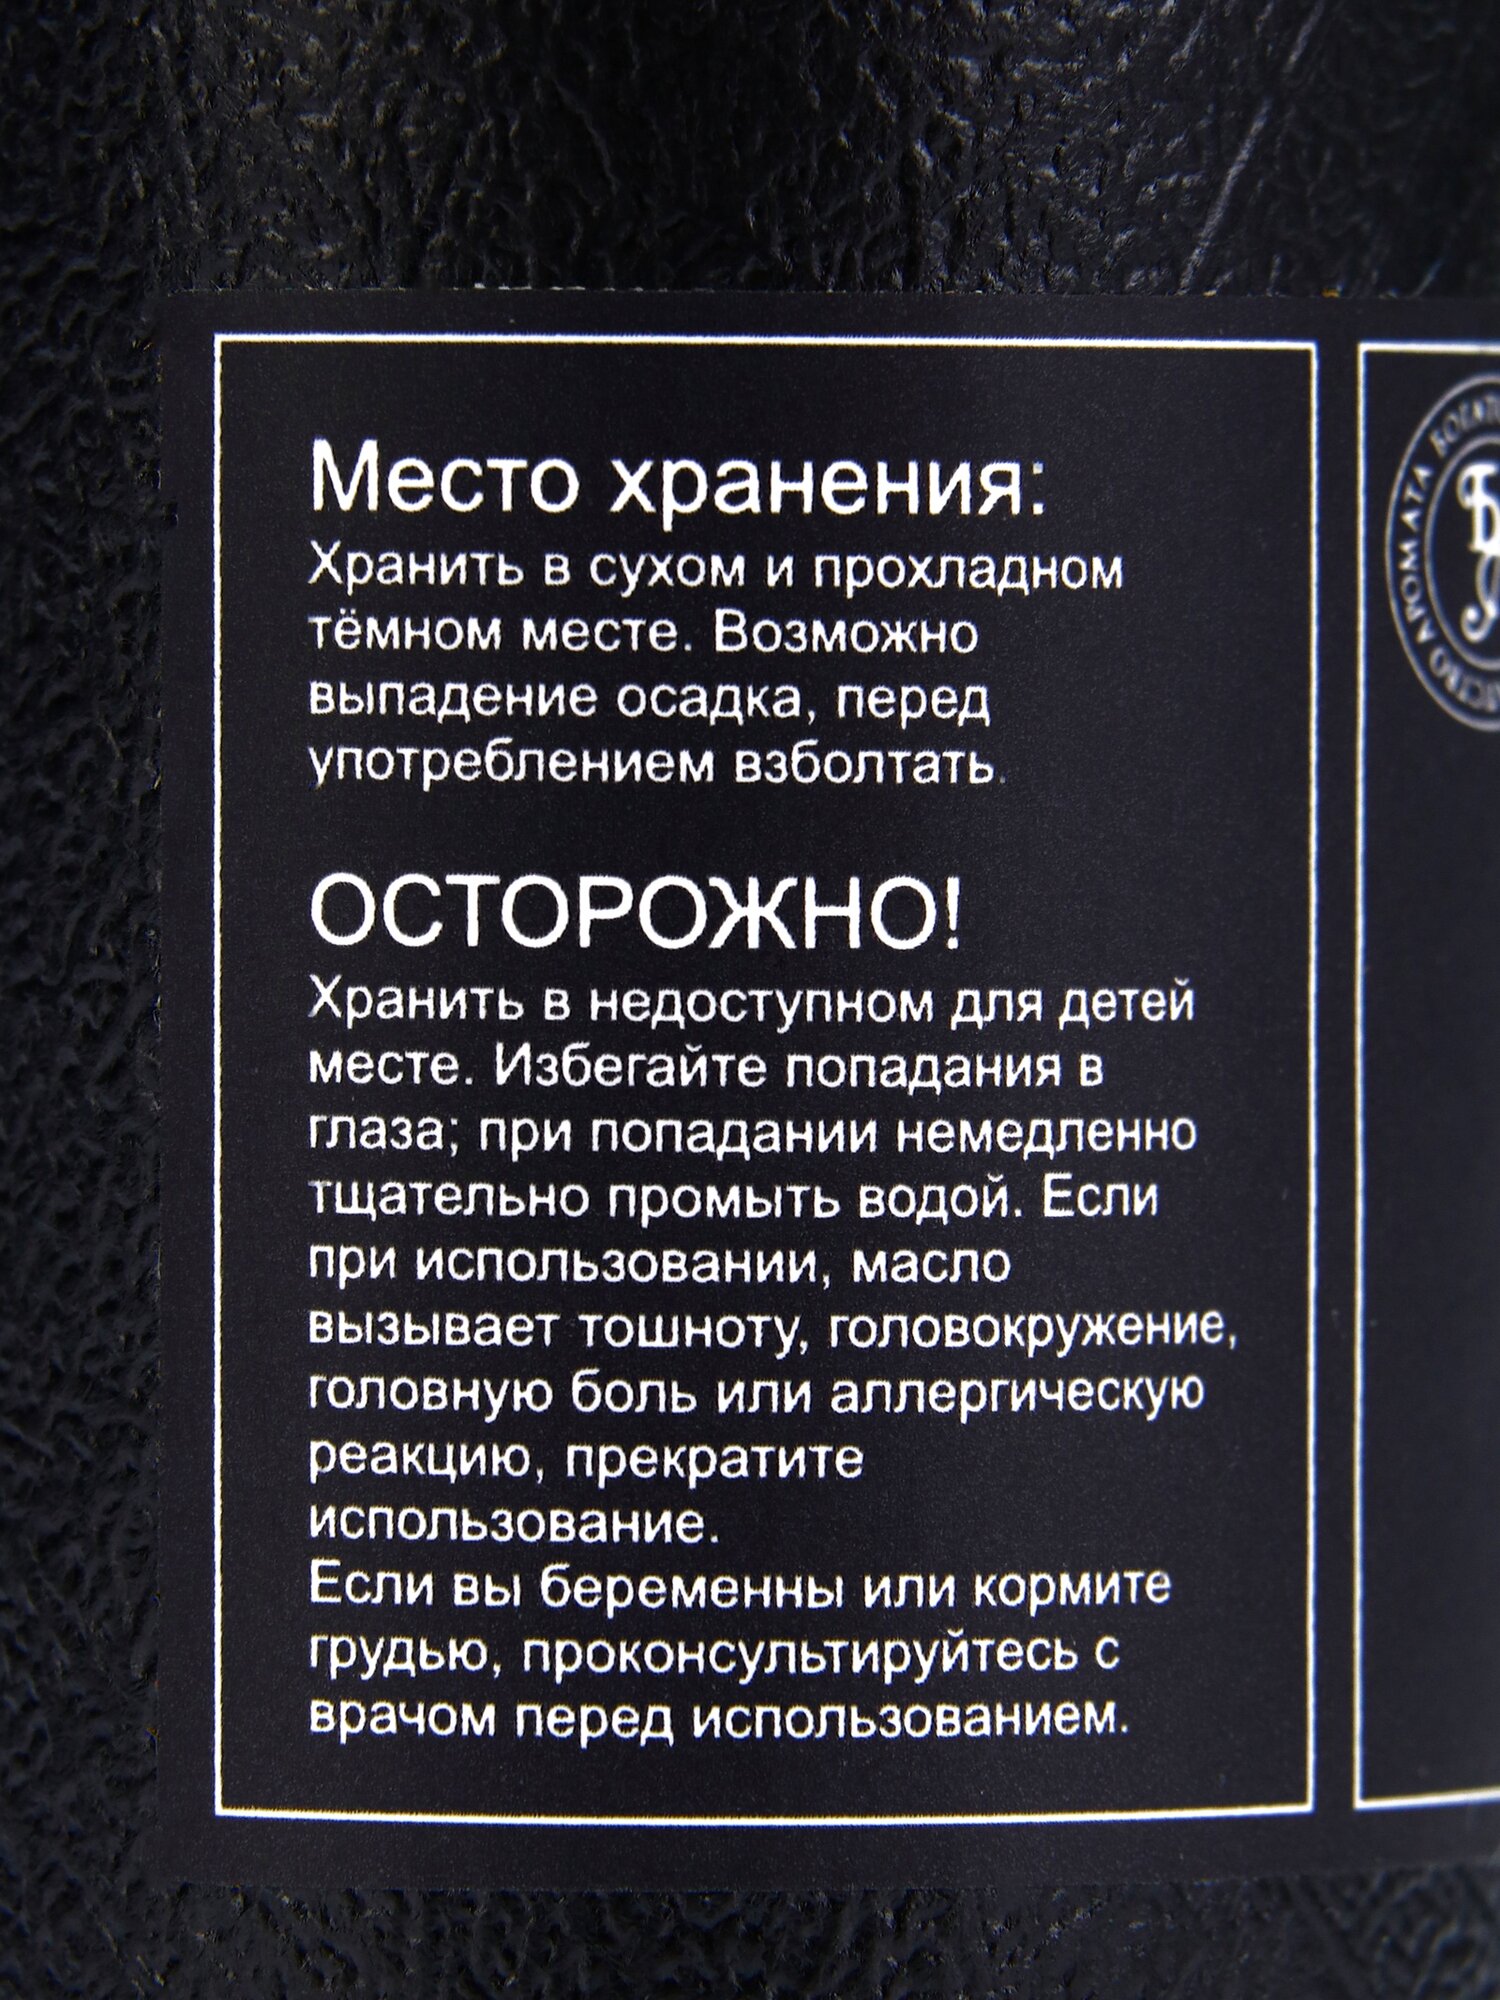 Место хранения:
Хранить в сухом и прохладном
тёмном месте. Возможно
выпадение осадка, перед
употреблением взболтать.
ОСТОРОЖНО!
Хранить в недоступном для детей
месте. Избегайте попадания в
глаза; при попадании немедленно
тщательно промыть водой. Если
при использовании, масло
вызывает тошноту, головокружение,
головную боль или аллергическую
реакцию, прекратите
использование.
Если вы беременны или кормите
грудью, проконсультируйтесь с
врачом перед использованием.
АРОМАТА